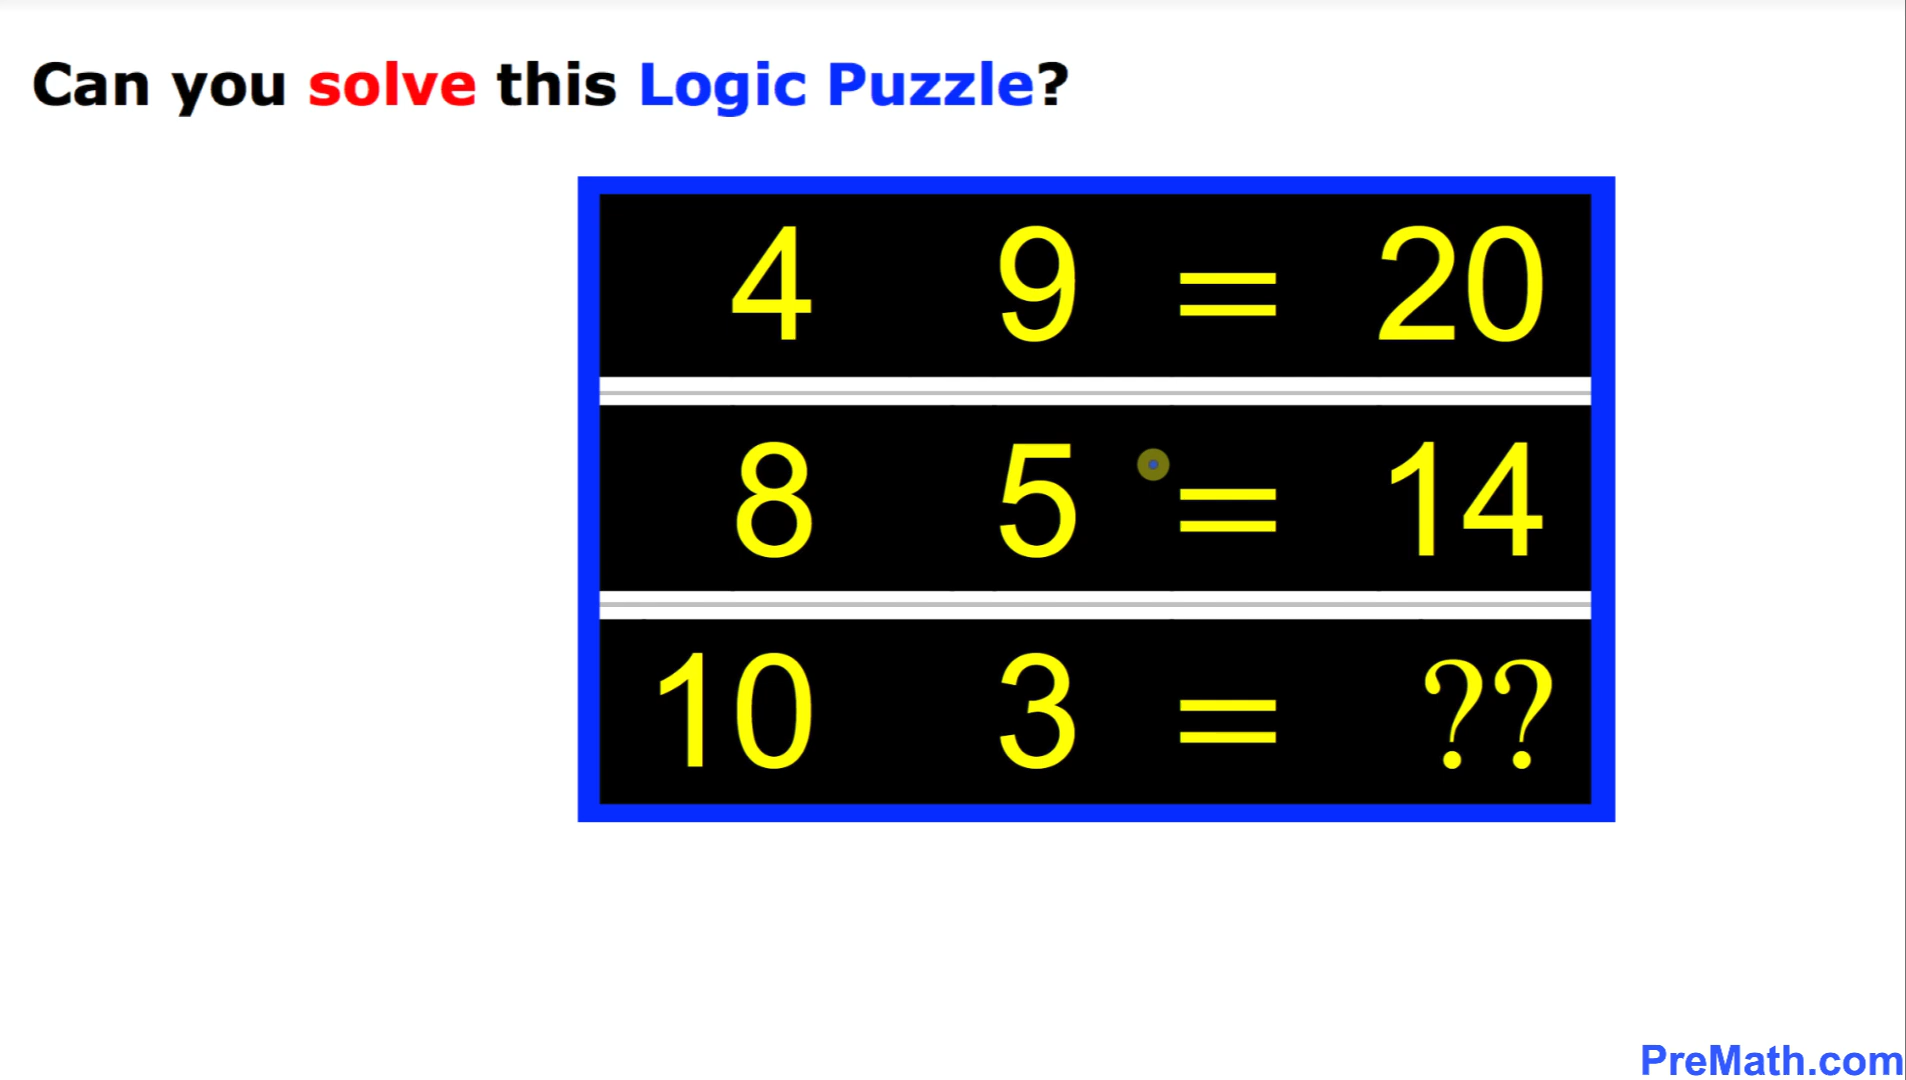 Can you solve this Logic Puzzle?
4 9 = 20
8 5 = 14
10 3 = ??
PreMath.com